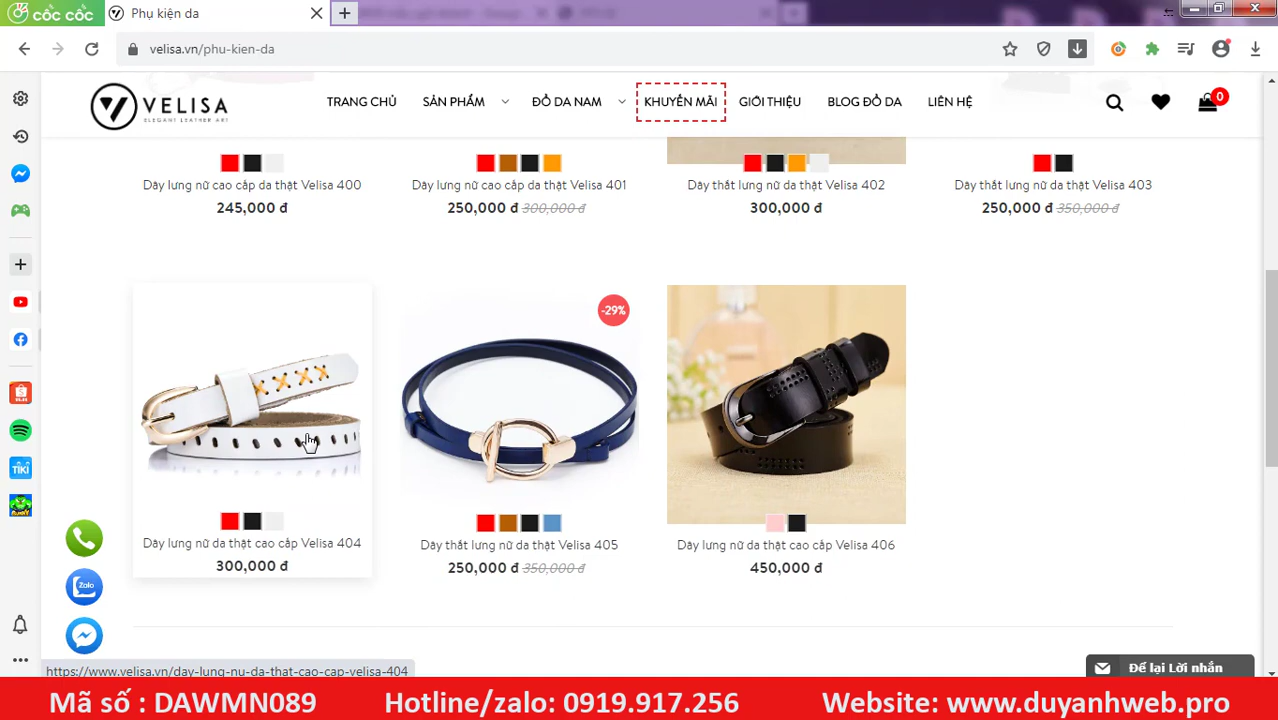 cốc cốc
Phụ kiện da
velisa.vn/phu-kien-da
VELISA
ELEGANT LEATHER ART
TRANG CHỦ
SẢN PHẨM
ĐỒ DA NAM
KHUYẾN MÃI
GIỚI THIỆU
BLOG ĐỒ DA
LIÊN HỆ
0
Dây lưng nữ cao cấp da thật Velisa 400
Dây lưng nữ cao cấp da thật Velisa 401
Dây thắt lưng nữ da thật Velisa 402
Dây thắt lưng nữ da thật Velisa 403
245,000 đ
250,000 đ 300,000 đ
300,000 đ
250,000 đ 350,000 đ
-29%
Dây lưng nữ da thật cao cấp Velisa 404
Dây thắt lưng nữ da thật Velisa 405
Dây lưng nữ da thật cao cấp Velisa 406
300,000 đ
250,000 đ 350,000 đ
450,000 đ
TIKI
Zalo
https://www.velisa.vn/day-lung-nu-da-that-cao-cap-velisa-404
Để lại Lời nhắn
Mã số : DAWMN089
Hotline/zalo: 0919.917.256
Website: www.duyanhweb.pro